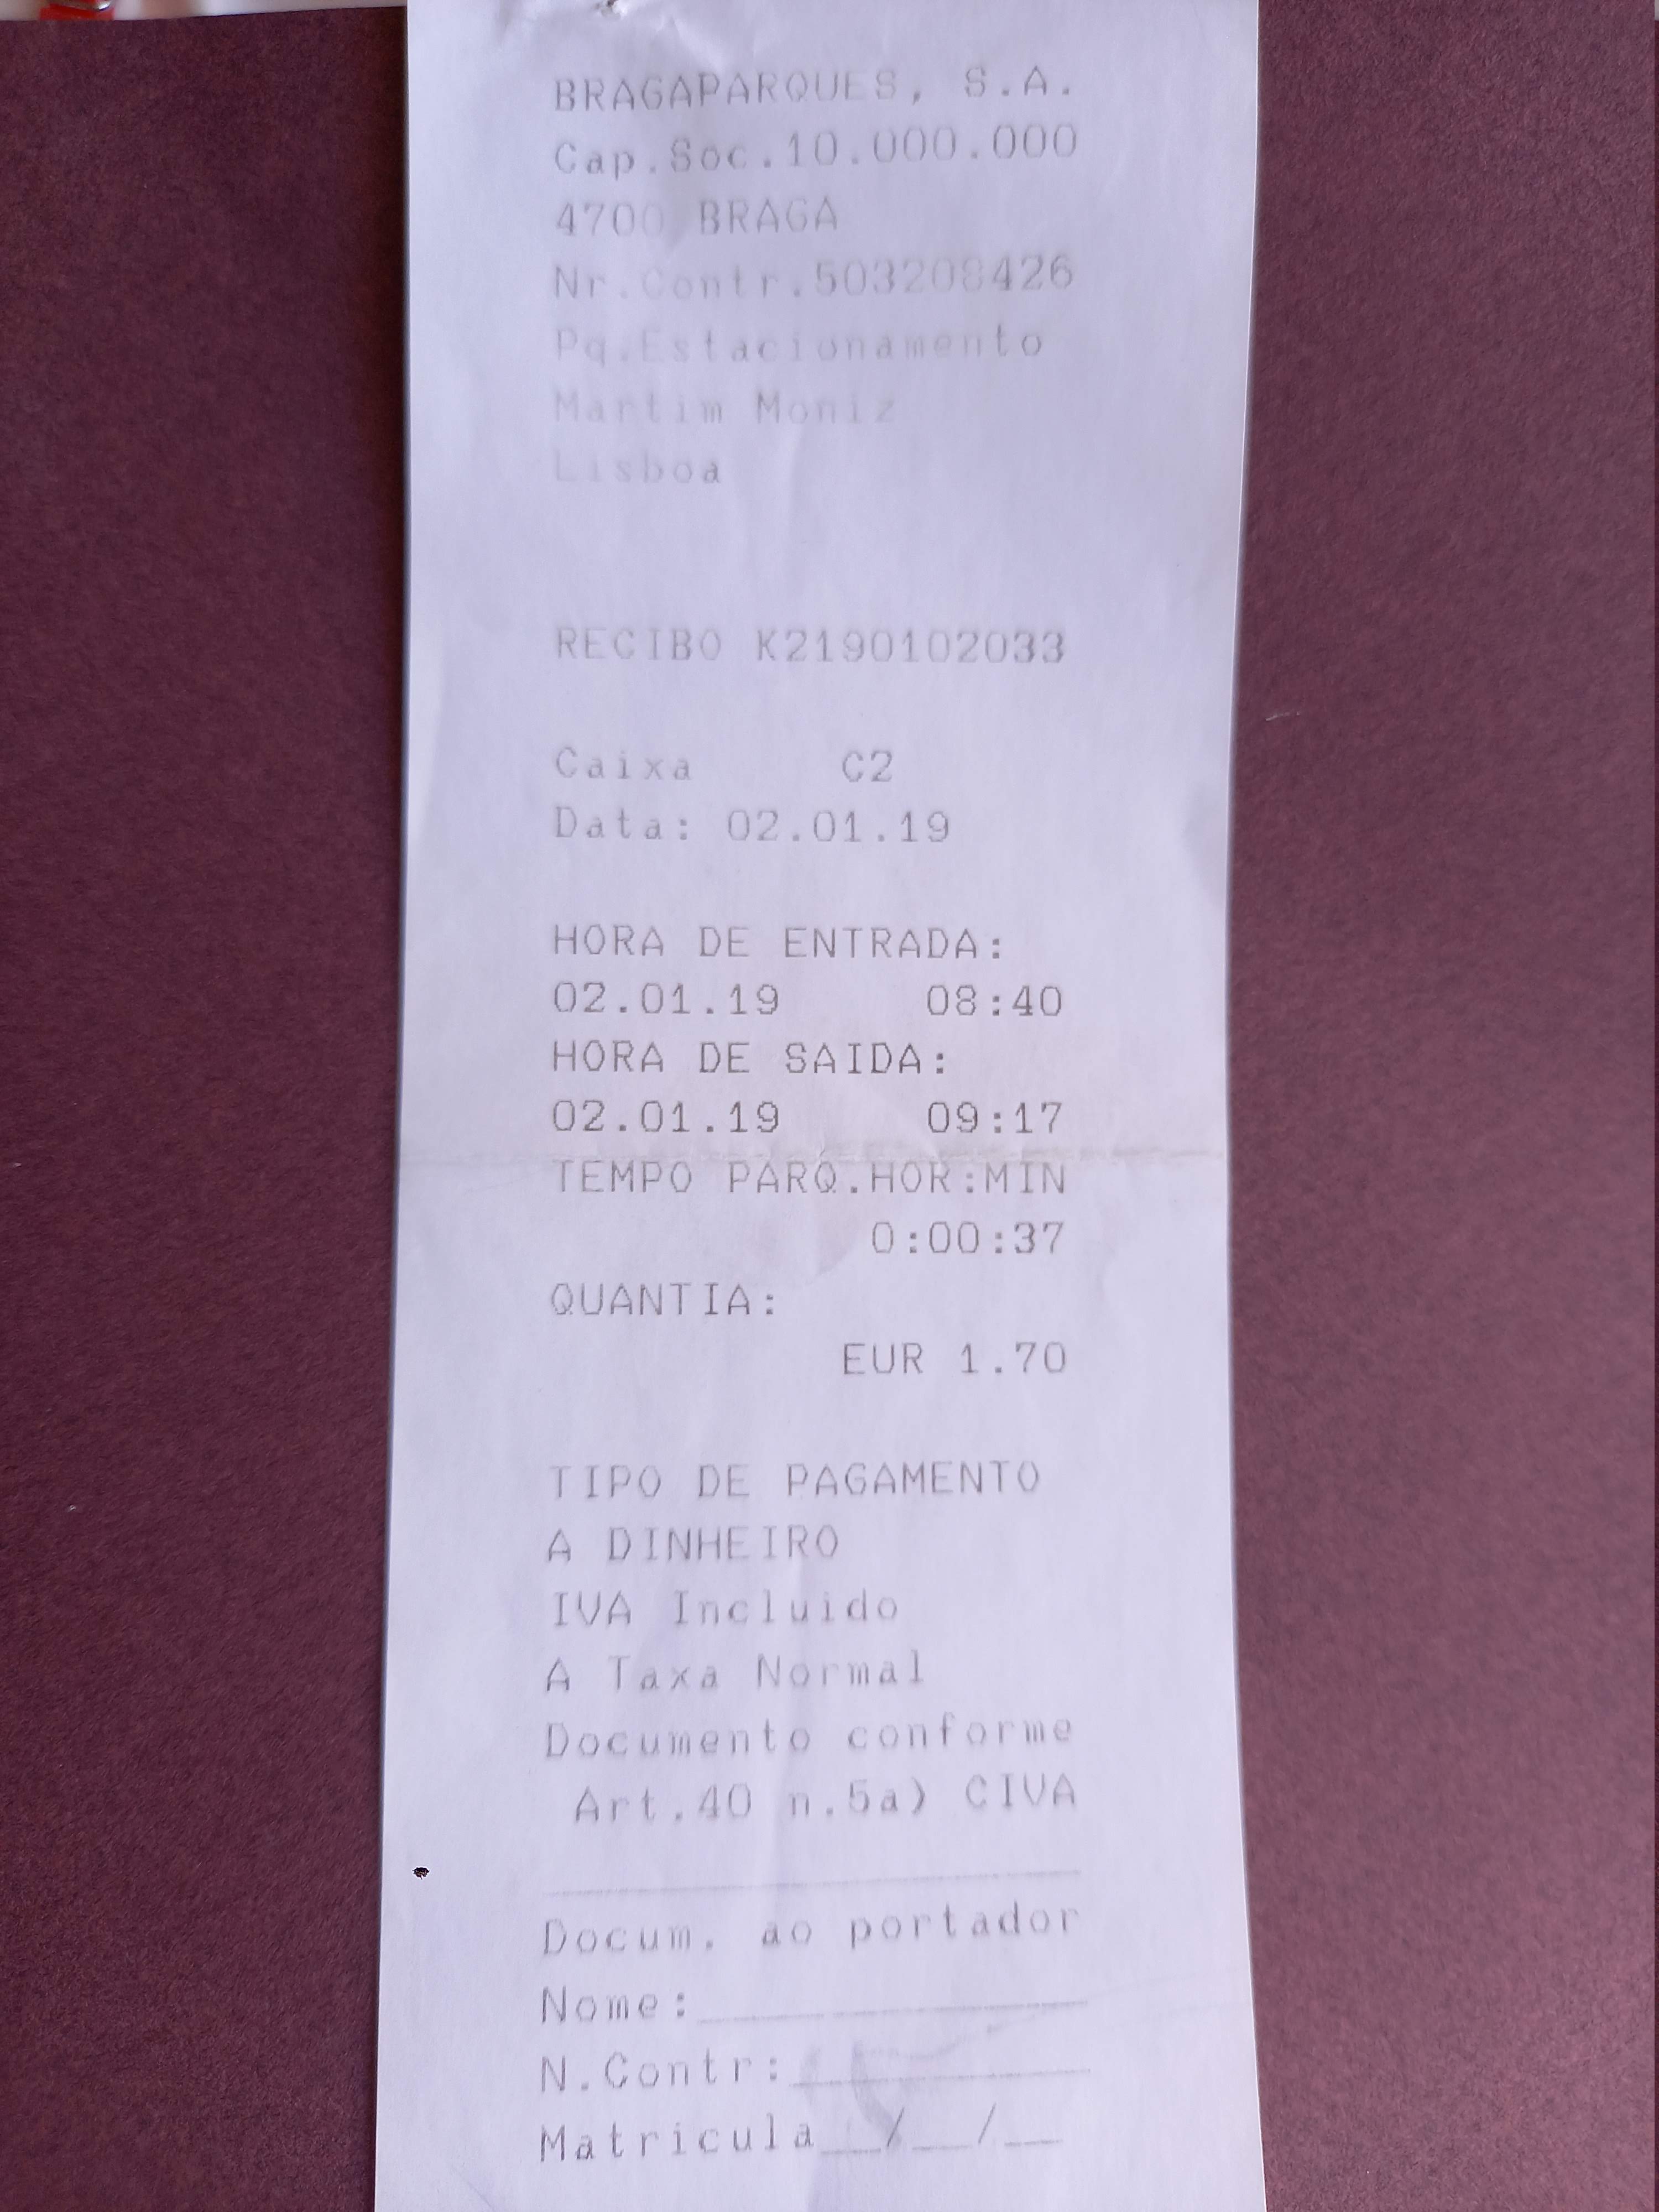 BRAGAPARQUES, S.A.
Cap.Soc.10.000.000
4700 BRAGA
Nr.Contr.503208426
Pq.Estacionamento
Martim Moniz
Lisboa
RECIBO K2190102033
Caixa C2
Data: 02.01.19
HORA DE ENTRADA:
02.01.19 08:40
HORA DE SAIDA:
02.01.19 09:17
TEMPO PARQ.HOR:MIN
0:00:37
QUANTIA:
EUR 1.70
TIPO DE PAGAMENTO
A DINHEIRO
IVA Incluido
A Taxa Normal
Documento conforme
Art.40 n.5a) CIVA
Docum. ao portador
Nome:
N.Contr:
Matricula__/__/__